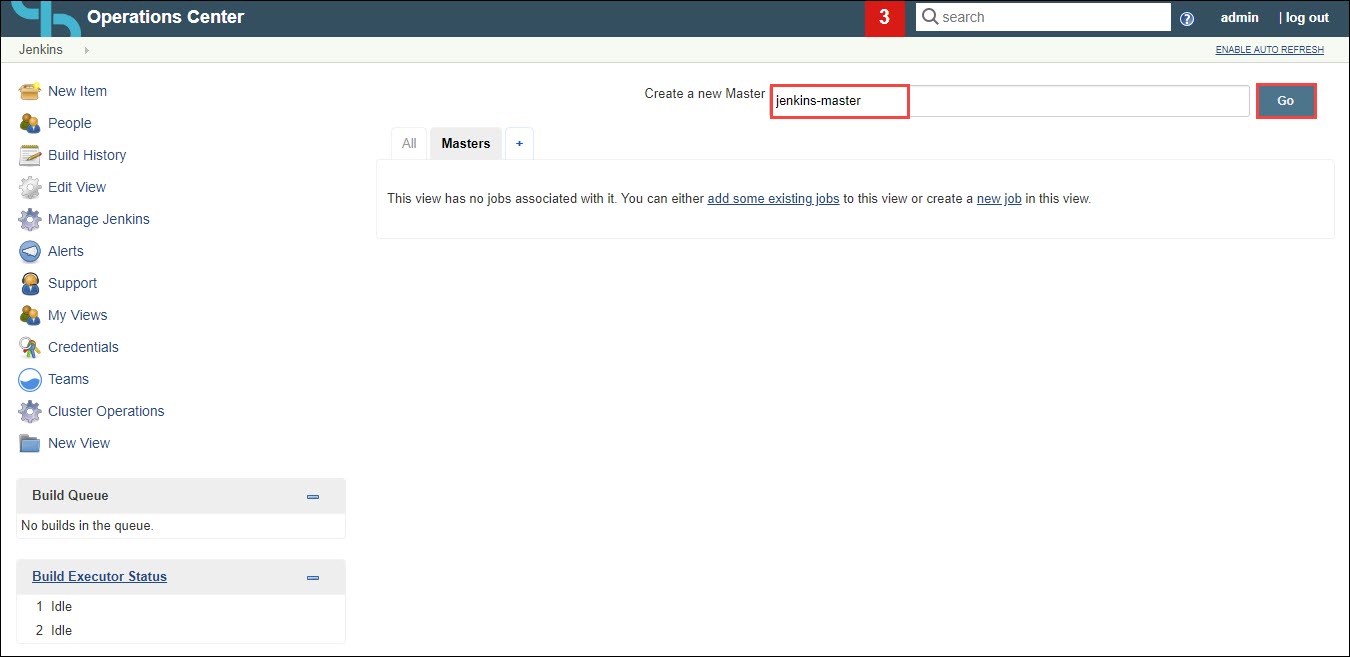 Operations Center
3
search
?
admin
| log out
Jenkins
ENABLE AUTO REFRESH
New Item
People
Build History
Edit View
Manage Jenkins
Alerts
Support
My Views
Credentials
Teams
Cluster Operations
New View
Build Queue
No builds in the queue.
Build Executor Status
1 Idle
2 Idle
Create a new Master
jenkins-master
Go
All
Masters
+
This view has no jobs associated with it. You can either add some existing jobs to this view or create a new job in this view.